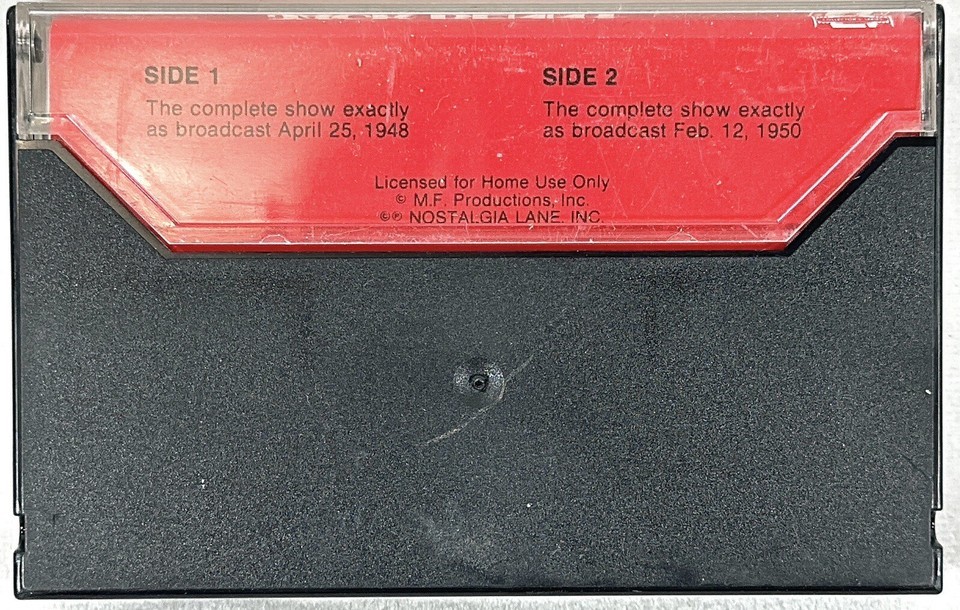 SIDE 1
The complete show exactly
as broadcast April 25, 1948
SIDE 2
The complete show exactly
as broadcast Feb. 12, 1950
Licensed for Home Use Only
© M.F. Productions, Inc.
©℗ NOSTALGIA LANE, INC.